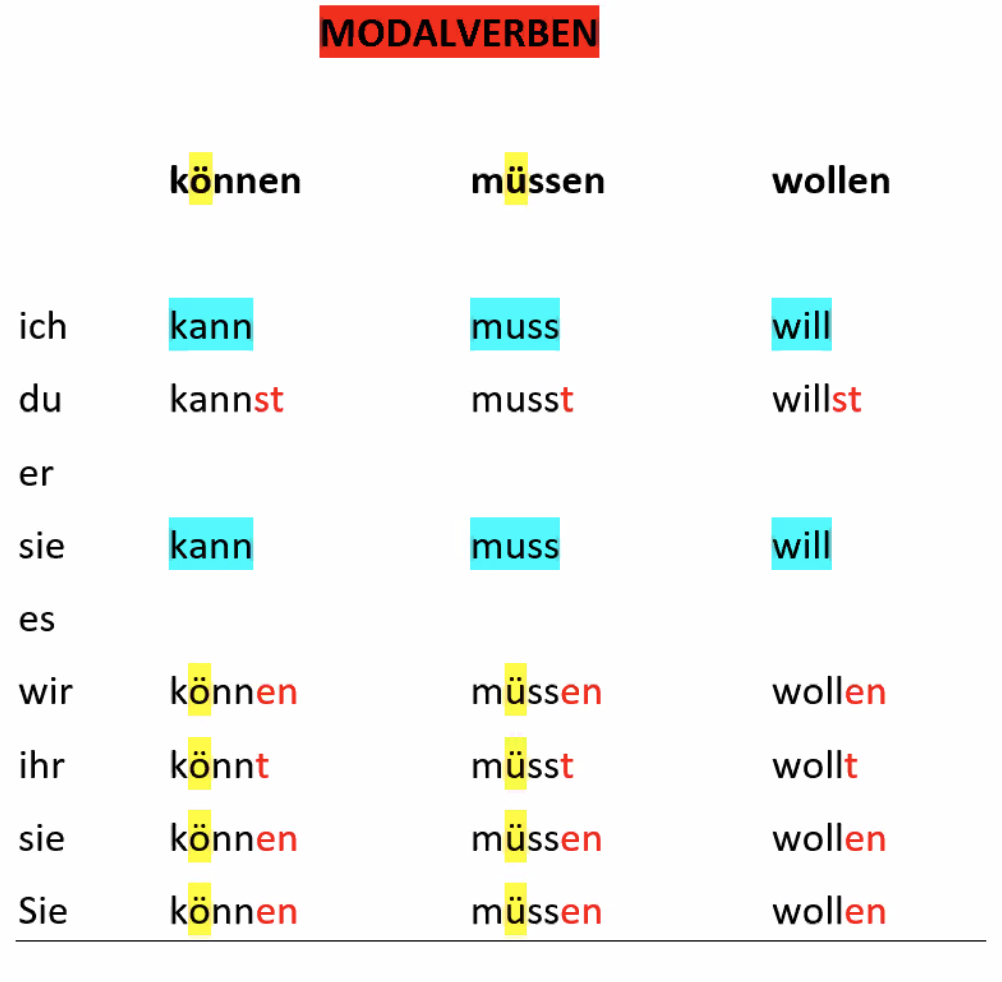 MODALVERBEN
können müssen wollen
ich kann muss will
du kannst musst willst
er
sie kann muss will
es
wir können müssen wollen
ihr könnt müsst wollt
sie können müssen wollen
Sie können müssen wollen